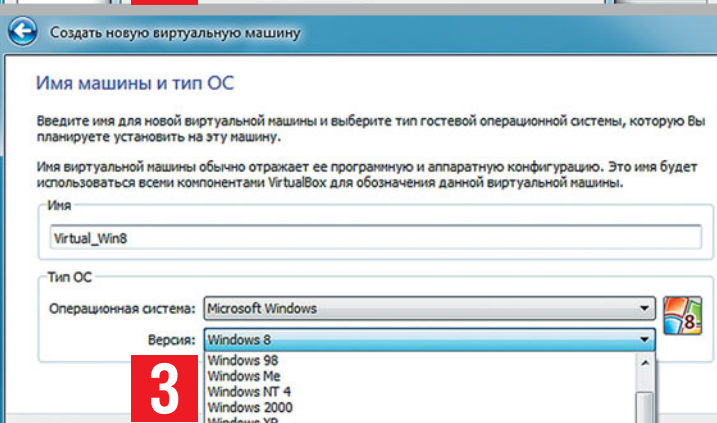 Создать новую виртуальную машину
Имя машины и тип ОС
Введите имя для новой виртуальной машины и выберите тип гостевой операционной системы, которую Вы
планируете установить на эту машину.
Имя виртуальной машины обычно отражает ее программную и аппаратную конфигурацию. Это имя будет
использоваться всеми компонентами VirtualBox для обозначения данной виртуальной машины.
Имя
Virtual_Win8
Тип ОС
Операционная система: Microsoft Windows
8
Версия: Windows 8
Windows 98
Windows Me
Windows NT 4
Windows 2000
Windows XP
3